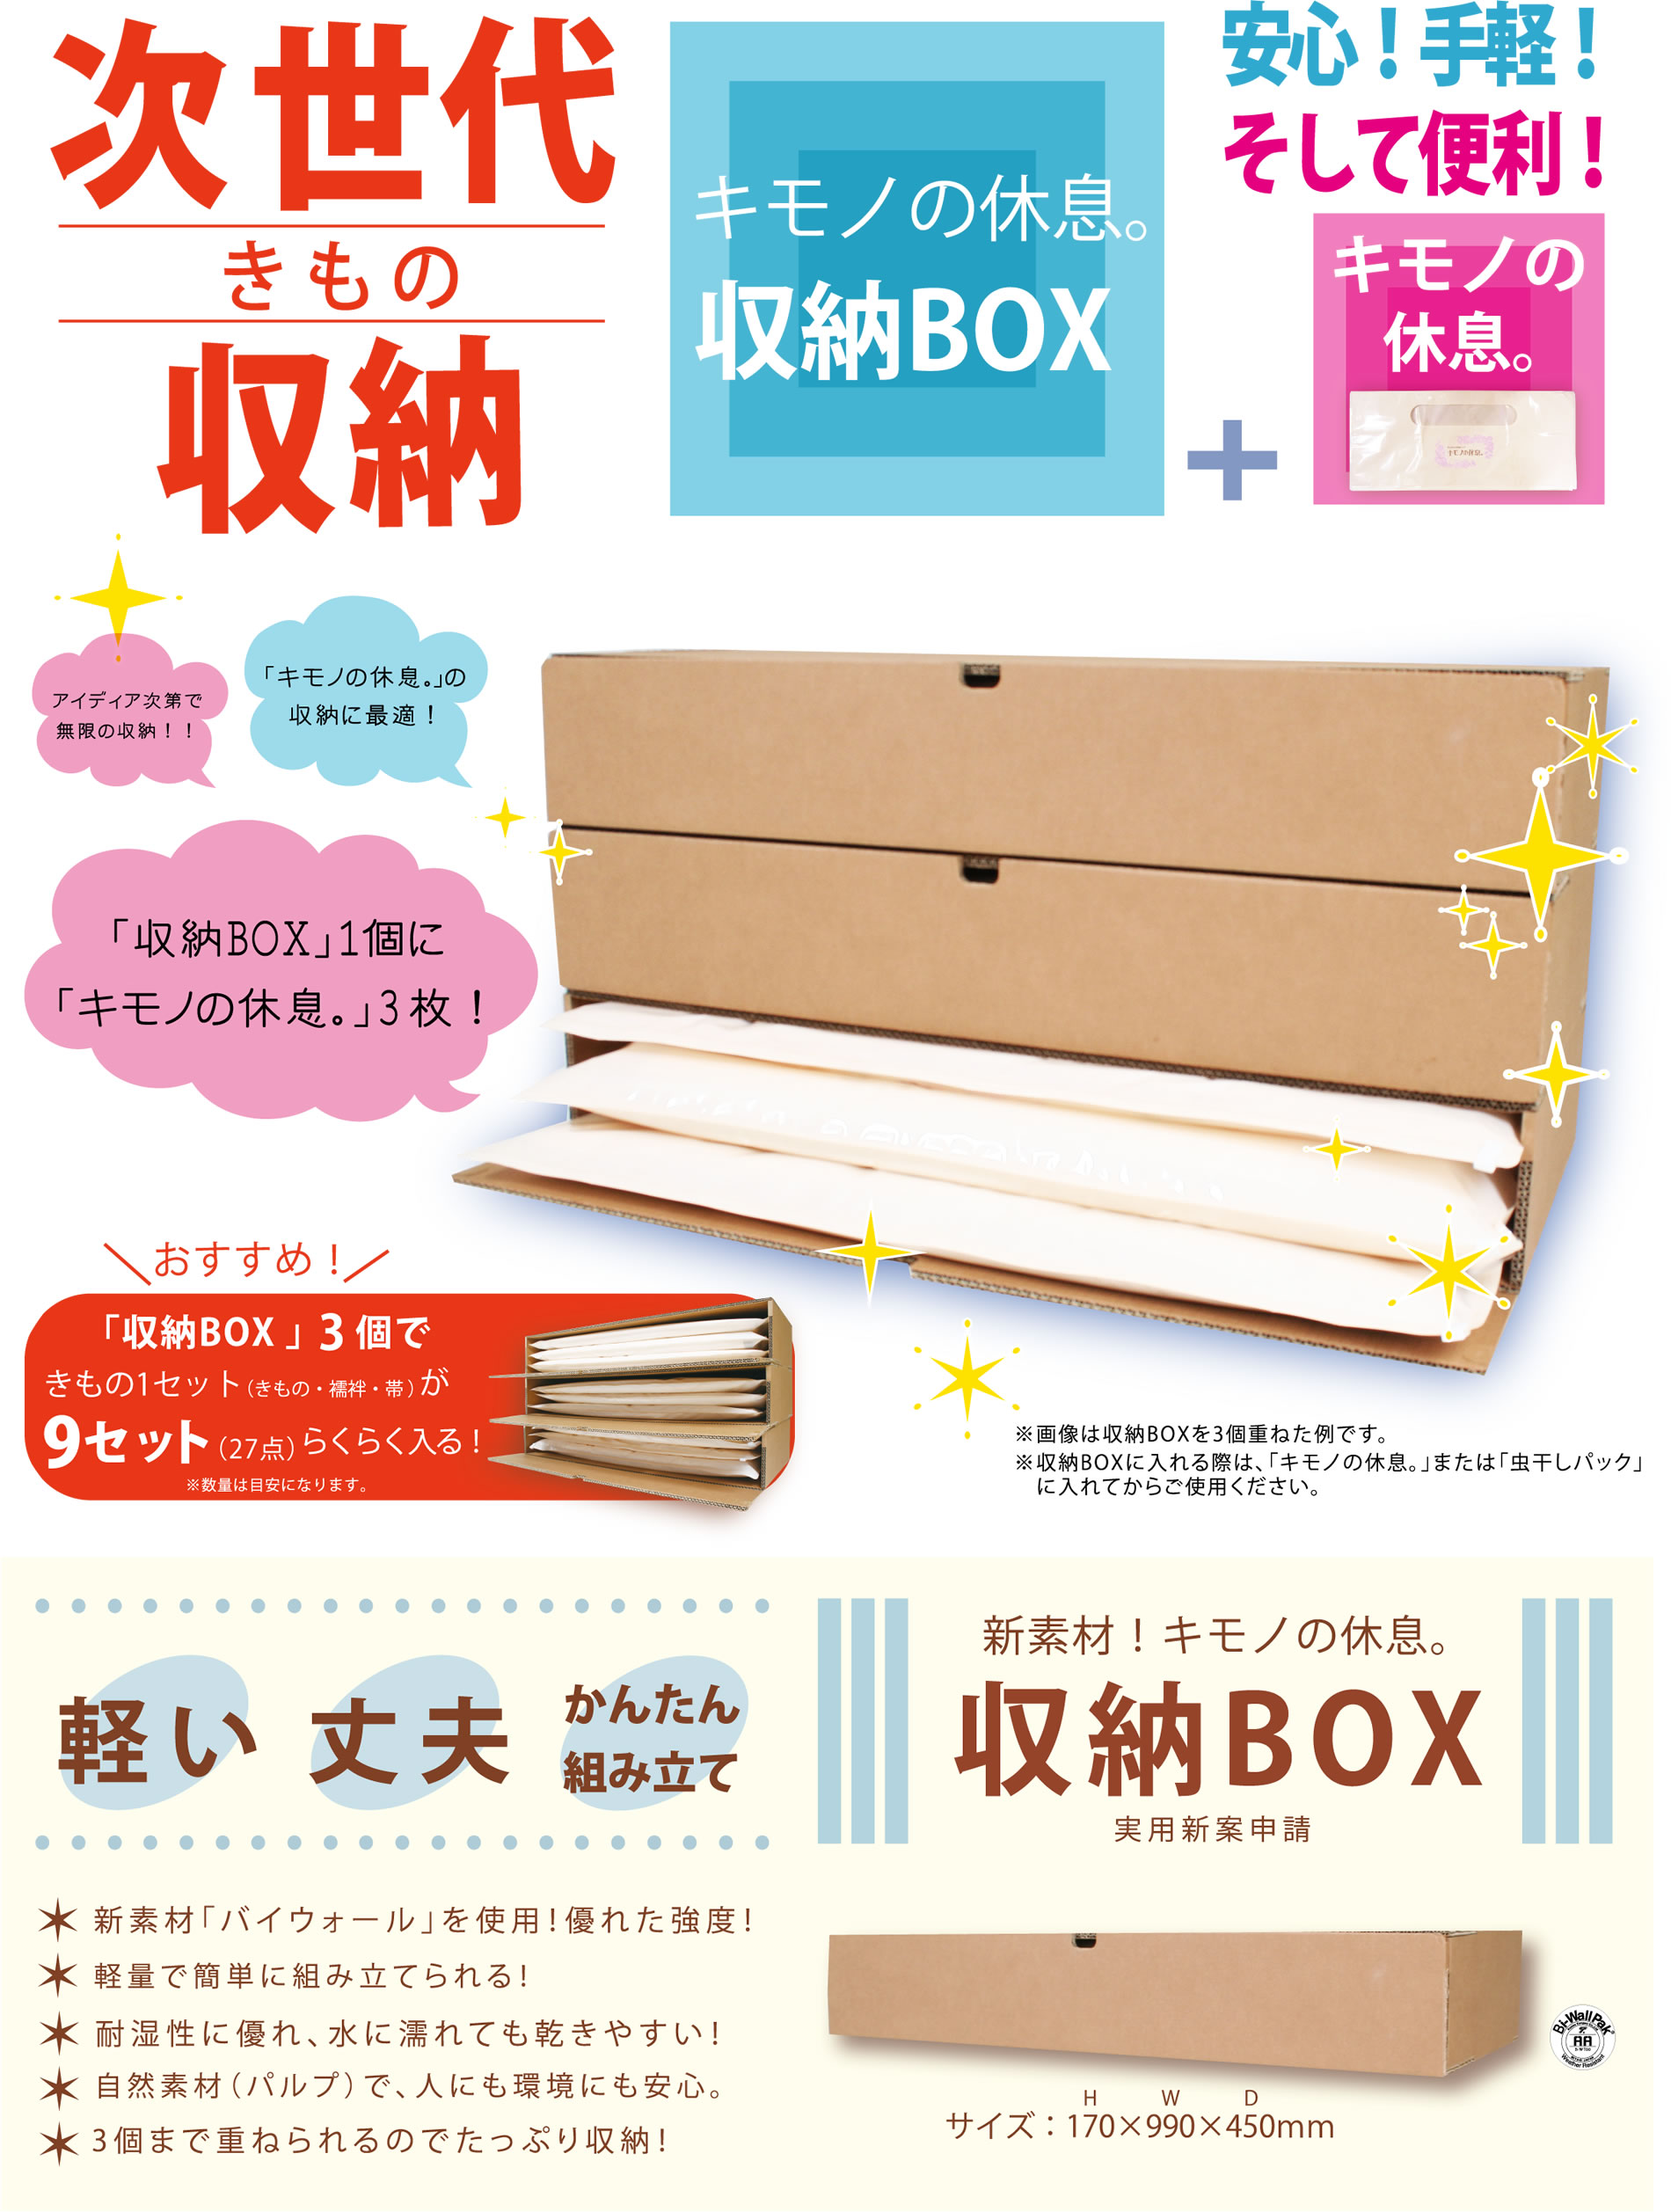 次世代
きもの
収納
キモノの休息。
収納BOX
安心！手軽！
そして便利！
+
キモノの
休息。
キモノの休息。
アイディア次第で
無限の収納！！
「キモノの休息。」の
収納に最適！
「収納BOX」1個に
「キモノの休息。」3枚！
おすすめ！
「収納BOX」3個で
きもの1セット（きもの・襦袢・帯）が
9セット（27点）らくらく入る！
※数量は目安になります。
※画像は収納BOXを3個重ねた例です。
※収納BOXに入れる際は、「キモノの休息。」または「虫干しパック」
に入れてからご使用ください。
軽い 丈夫 かんたん
組み立て
新素材！キモノの休息。
収納BOX
実用新案申請
新素材「バイウォール」を使用！優れた強度！
軽量で簡単に組み立てられる！
耐湿性に優れ、水に濡れても乾きやすい！
自然素材（パルプ）で、人にも環境にも安心。
3個まで重ねられるのでたっぷり収納！
Bi-Wall Pak
AA
Weather Resistant
H W D
サイズ：170×990×450mm